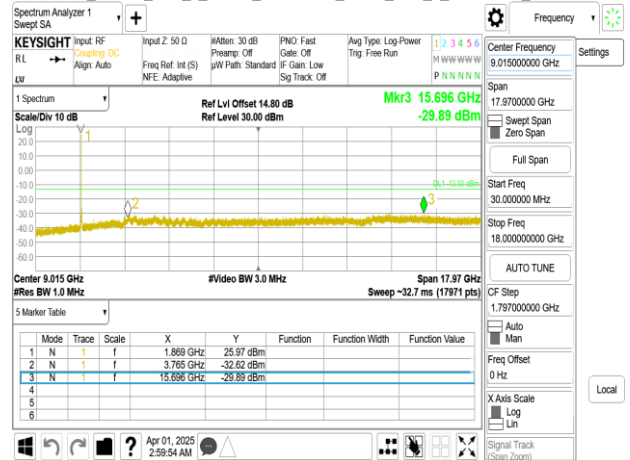 Spectrum Analyzer 1
Swept SA
Frequency
KEYSIGHT
Input: RF
Coupling: DC
Align: Auto
Input Z: 50 Ω
Freq Ref: Int (S)
NFE: Adaptive
#Atten: 30 dB
Preamp: Off
µW Path: Standard
PNO: Fast
Gate: Off
IF Gain: Low
Sig Track: Off
Avg Type: Log-Power
Trig: Free Run
1 2 3 4 5 6
M W W W W W
P N N N N N
RL
Center Frequency
9.015000000 GHz
Settings
1 Spectrum
Scale/Div 10 dB
Ref Lvl Offset 14.80 dB
Ref Level 30.00 dBm
Mkr3 15.696 GHz
-29.89 dBm
Span
17.9700000 GHz
Swept Span
Zero Span
Full Span
Log
20.0
10.0
0.00
-10.0
-20.0
-30.0
-40.0
-50.0
-60.0
1
2
3
DL1 -13.00 dBm
Start Freq
30.000000 MHz
Stop Freq
18.000000000 GHz
AUTO TUNE
Center 9.015 GHz
#Res BW 1.0 MHz
#Video BW 3.0 MHz
Span 17.97 GHz
Sweep ~32.7 ms (17971 pts)
CF Step
1.797000000 GHz
Auto
Man
5 Marker Table
Mode Trace Scale X Y Function Function Width Function Value
1 N 1 f 1.869 GHz 25.97 dBm
2 N 1 f 3.765 GHz -32.62 dBm
3 N 1 f 15.696 GHz -29.89 dBm
4
5
6
Freq Offset
0 Hz
X Axis Scale
Log
Lin
Local
Signal Track
(Span Zoom)
?
Apr 01, 2025
2:59:54 AM